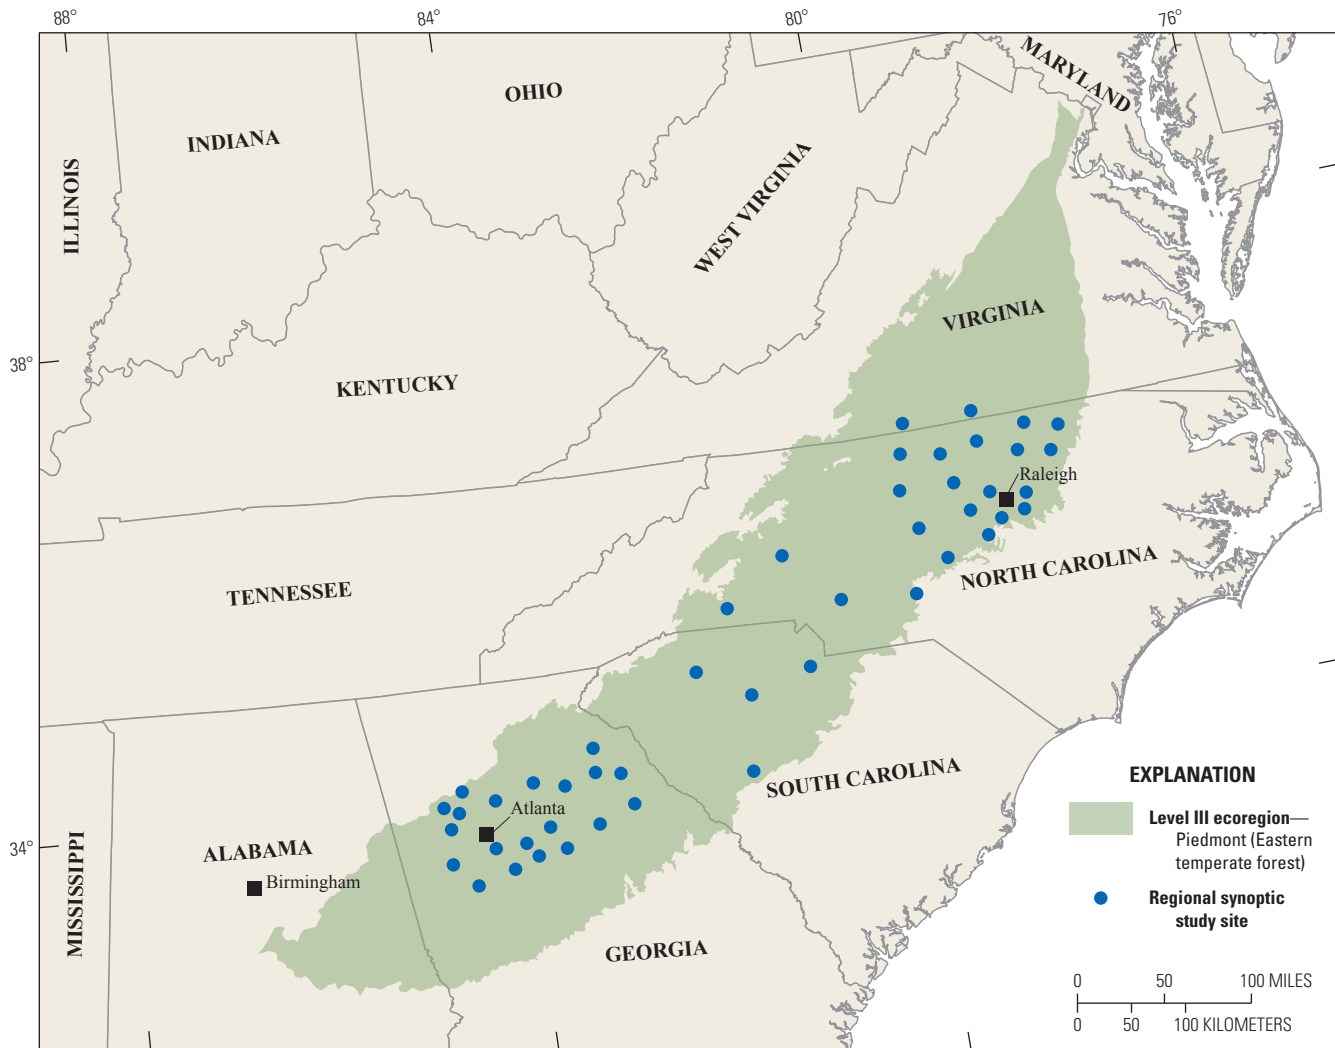 88°
84°
80°
76°
MARYLAND
OHIO
INDIANA
ILLINOIS
WEST VIRGINIA
VIRGINIA
38°
KENTUCKY
Raleigh
NORTH CAROLINA
TENNESSEE
SOUTH CAROLINA
Atlanta
34°
ALABAMA
Birmingham
MISSISSIPPI
GEORGIA
EXPLANATION
Level III ecoregion—
Piedmont (Eastern
temperate forest)
Regional synoptic
study site
0 50 100 MILES
0 50 100 KILOMETERS